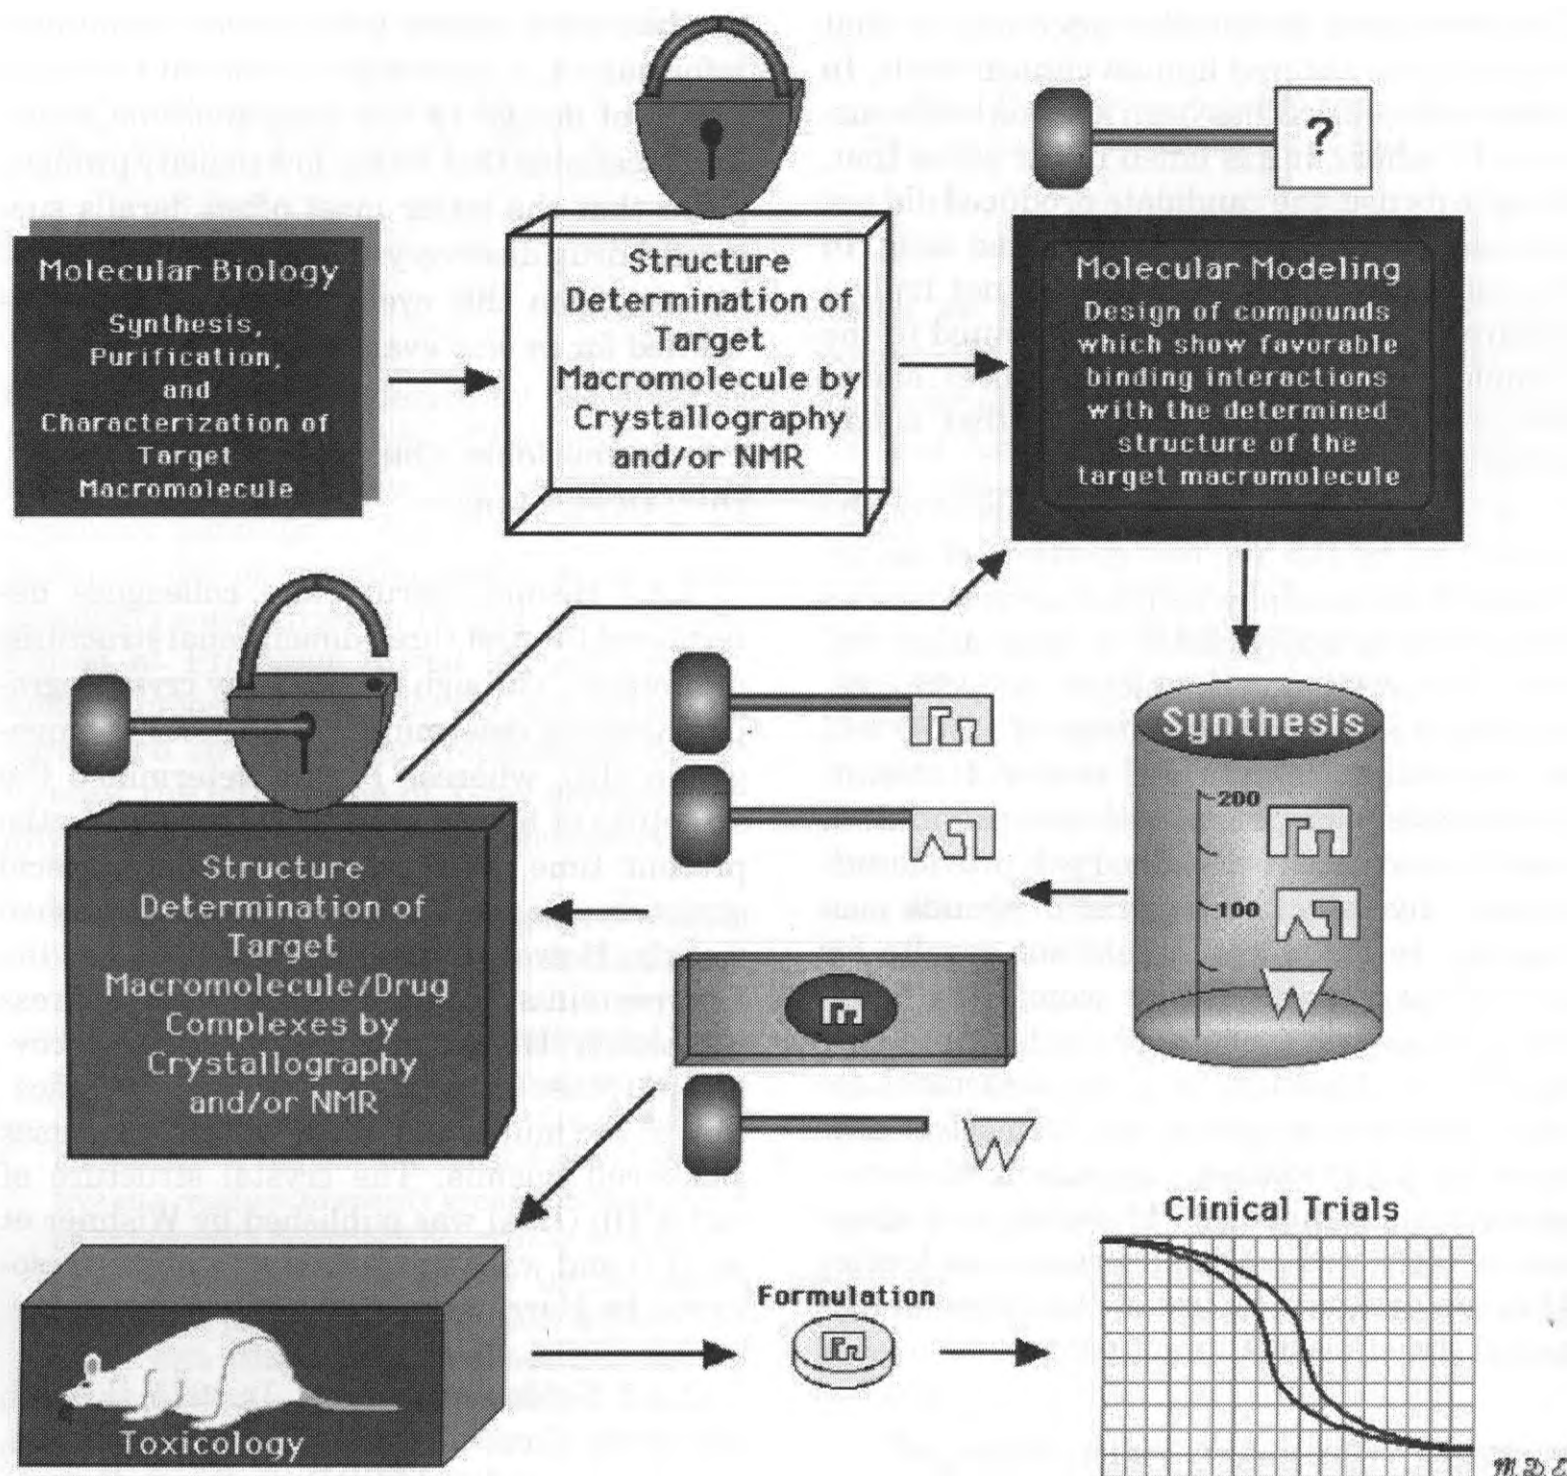 Molecular Biology
Synthesis,
Purification,
and
Characterization of
Target
Macromolecule
Structure
Determination of
Target
Macromolecule by
Crystallography
and/or NMR
?
Molecular Modeling
Design of compounds
which show favorable
binding interactions
with the determined
structure of the
target macromolecule
Synthesis
200
100
Structure
Determination of
Target
Macromolecule/Drug
Complexes by
Crystallography
and/or NMR
Toxicology
Formulation
Clinical Trials
MDE